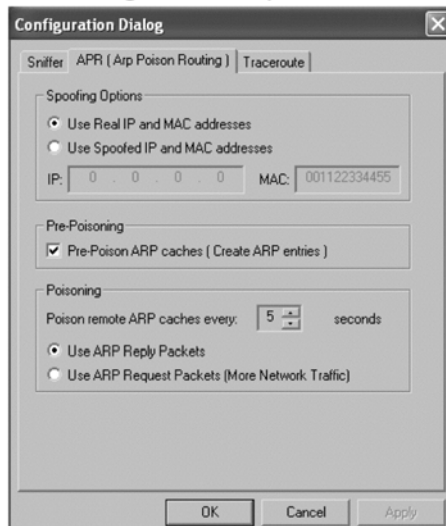 Configuration Dialog
Sniffer APR ( Arp Poison Routing ) Traceroute
Spoofing Options
Use Real IP and MAC addresses
Use Spoofed IP and MAC addresses
IP: 0 . 0 . 0 . 0 MAC: 001122334455
Pre-Poisoning
Pre-Poison ARP caches ( Create ARP entries )
Poisoning
Poison remote ARP caches every: 5 seconds
Use ARP Reply Packets
Use ARP Request Packets (More Network Traffic)
OK Cancel Apply